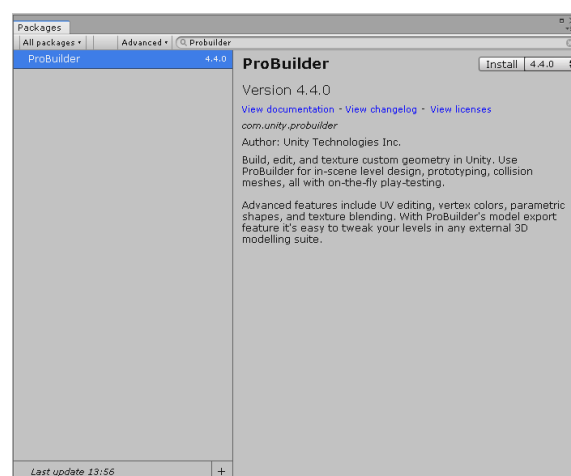 Packages
All packages Advanced Probuilder
ProBuilder 4.4.0
ProBuilder
Install 4.4.0
Version 4.4.0
View documentation - View changelog - View licenses
com.unity.probuilder
Author: Unity Technologies Inc.
Build, edit, and texture custom geometry in Unity. Use
ProBuilder for in-scene level design, prototyping, collision
meshes, all with on-the-fly play-testing.
Advanced features include UV editing, vertex colors, parametric
shapes, and texture blending. With ProBuilder's model export
feature it's easy to tweak your levels in any external 3D
modelling suite.
Last update 13:56 +